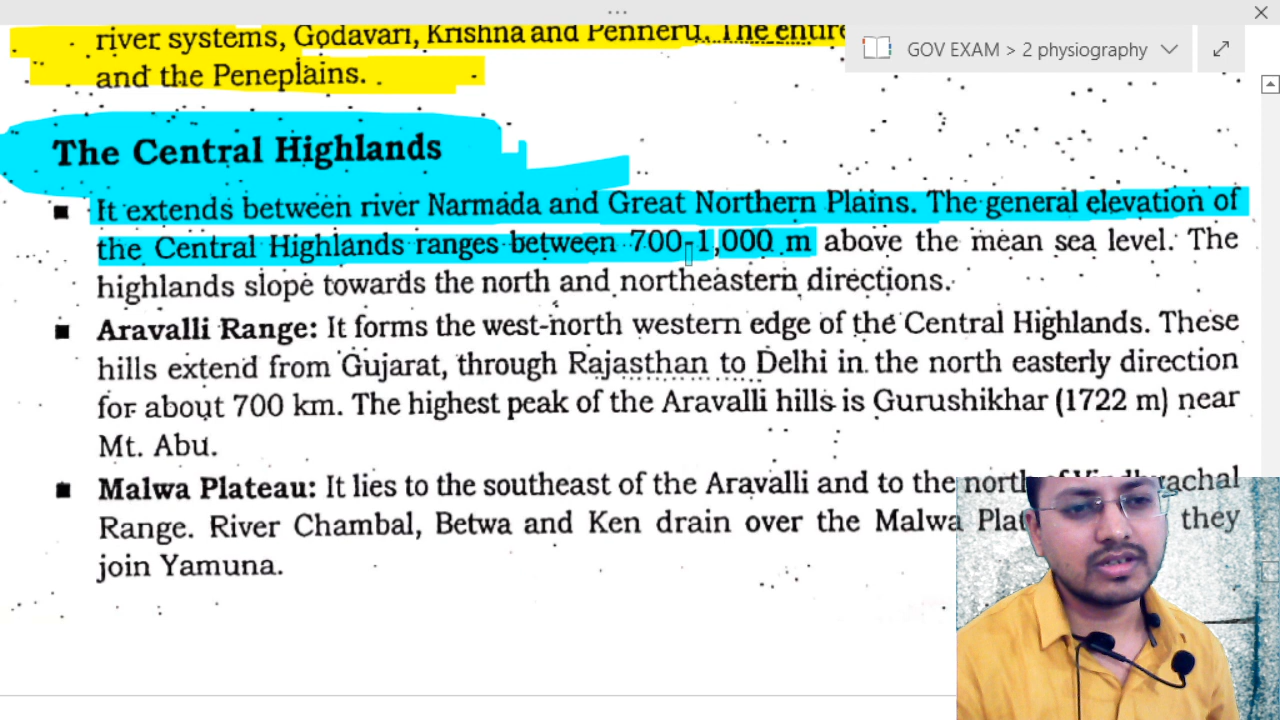 river systems, Godavari, Krishna and Penneru. The entire
GOV EXAM > 2 physiography
and the Peneplains.
The Central Highlands
■ It extends between river Narmada and Great Northern Plains. The general elevation of
the Central Highlands ranges between 700-1,000 m above the mean sea level. The
highlands slope towards the north and northeastern directions.
■ Aravalli Range: It forms the west-north western edge of the Central Highlands. These
hills extend from Gujarat, through Rajasthan to Delhi in the north easterly direction
for about 700 km. The highest peak of the Aravalli hills is Gurushikhar (1722 m) near
Mt. Abu.
■ Malwa Plateau: It lies to the southeast of the Aravalli and to the north
Range. River Chambal, Betwa and Ken drain over the Malwa they
join Yamuna.